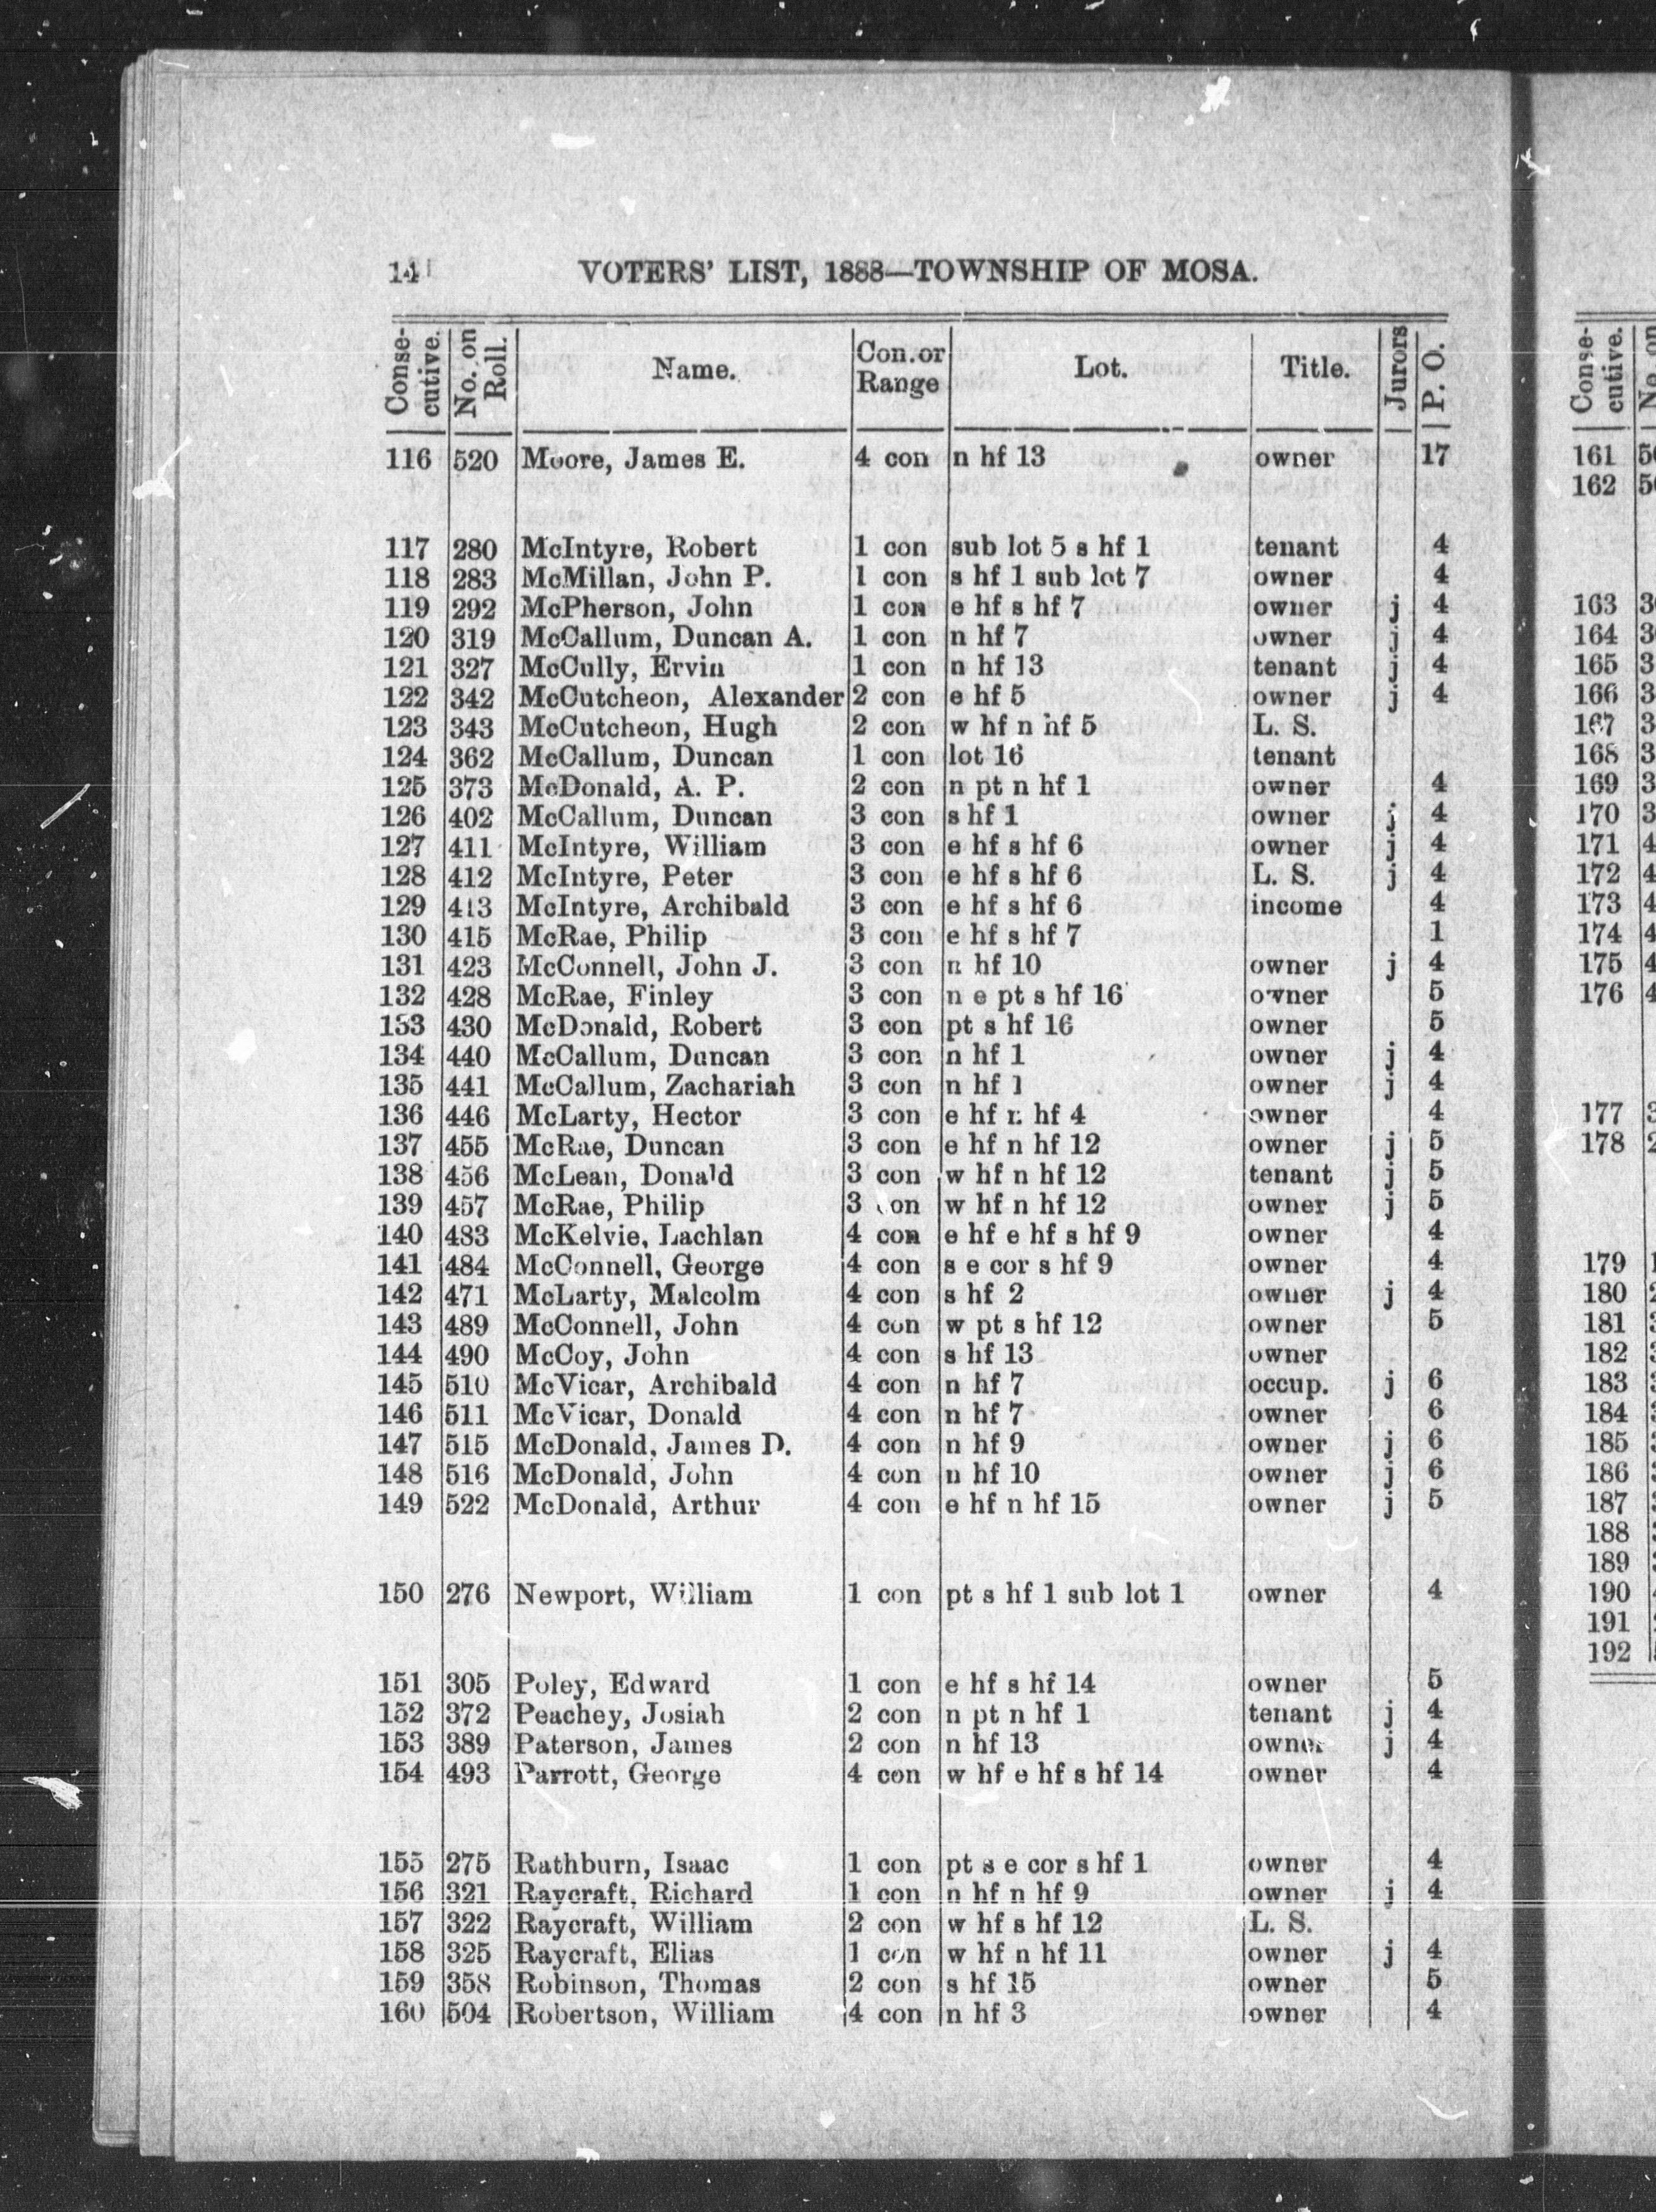 14 VOTERS' LIST, 1888—TOWNSHIP OF MOSA.
Conse-cutive. No. on Roll. Name. Con. or Range Lot. Title. Jurors P. O.
116 520 Moore, James E. 4 con n hf 13 owner 17
117 280 McIntyre, Robert 1 con sub lot 5 s hf 1 tenant 4
118 283 McMillan, John P. 1 con s hf 1 sub lot 7 owner 4
119 292 McPherson, John 1 con e hf s hf 7 owner j 4
120 319 McCallum, Duncan A. 1 con n hf 7 owner j 4
121 327 McCully, Ervin 1 con n hf 13 tenant j 4
122 342 McCutcheon, Alexander 2 con e hf 5 owner j 4
123 343 McCutcheon, Hugh 2 con w hf n hf 5 L. S.
124 362 McCallum, Duncan 1 con lot 16 tenant
125 373 McDonald, A. P. 2 con n pt n hf 1 owner 4
126 402 McCallum, Duncan 3 con s hf 1 owner j 4
127 411 McIntyre, William 3 con e hf s hf 6 owner j 4
128 412 McIntyre, Peter 3 con e hf s hf 6 L. S. j 4
129 413 McIntyre, Archibald 3 con e hf s hf 6 income 4
130 415 McRae, Philip 3 con e hf s hf 7 1
131 423 McConnell, John J. 3 con n hf 10 owner j 4
132 428 McRae, Finley 3 con n e pt s hf 16 owner 5
153 430 McDonald, Robert 3 con pt s hf 16 owner 5
134 440 McCallum, Duncan 3 con n hf 1 owner j 4
135 441 McCallum, Zachariah 3 con n hf 1 owner j 4
136 446 McLarty, Hector 3 con e hf n hf 4 owner 4
137 455 McRae, Duncan 3 con e hf n hf 12 owner j 5
138 456 McLean, Donald 3 con w hf n hf 12 tenant j 5
139 457 McRae, Philip 3 con w hf n hf 12 owner j 5
140 483 McKelvie, Lachlan 4 con e hf e hf s hf 9 owner 4
141 484 McConnell, George 4 con s e cor s hf 9 owner 4
142 471 McLarty, Malcolm 4 con s hf 2 owner j 4
143 489 McConnell, John 4 con w pt s hf 12 owner 5
144 490 McCoy, John 4 con s hf 13 owner
145 510 McVicar, Archibald 4 con n hf 7 occup. j 6
146 511 McVicar, Donald 4 con n hf 7 owner 6
147 515 McDonald, James D. 4 con n hf 9 owner j 6
148 516 McDonald, John 4 con n hf 10 owner j 6
149 522 McDonald, Arthur 4 con e hf n hf 15 owner j 5
150 276 Newport, William 1 con pt s hf 1 sub lot 1 owner 4
151 305 Poley, Edward 1 con e hf s hf 14 owner 5
152 372 Peachey, Josiah 2 con n pt n hf 1 tenant j 4
153 389 Paterson, James 2 con n hf 13 owner j 4
154 493 Parrott, George 4 con w hf e hf s hf 14 owner 4
155 275 Rathburn, Isaac 1 con pt s e cor s hf 1 owner 4
156 321 Raycraft, Richard 1 con n hf n hf 9 owner j 4
157 322 Raycraft, William 2 con w hf s hf 12 L. S.
158 325 Raycraft, Elias 1 con w hf n hf 11 owner j 4
159 358 Robinson, Thomas 2 con s hf 15 owner 5
160 504 Robertson, William 4 con n hf 3 owner 4
Conse-cutive.
161
162
163
164
165
166
167
168
169
170
171
172
173
174
175
176
177
178
179
180
181
182
183
184
185
186
187
188
189
190
191
192